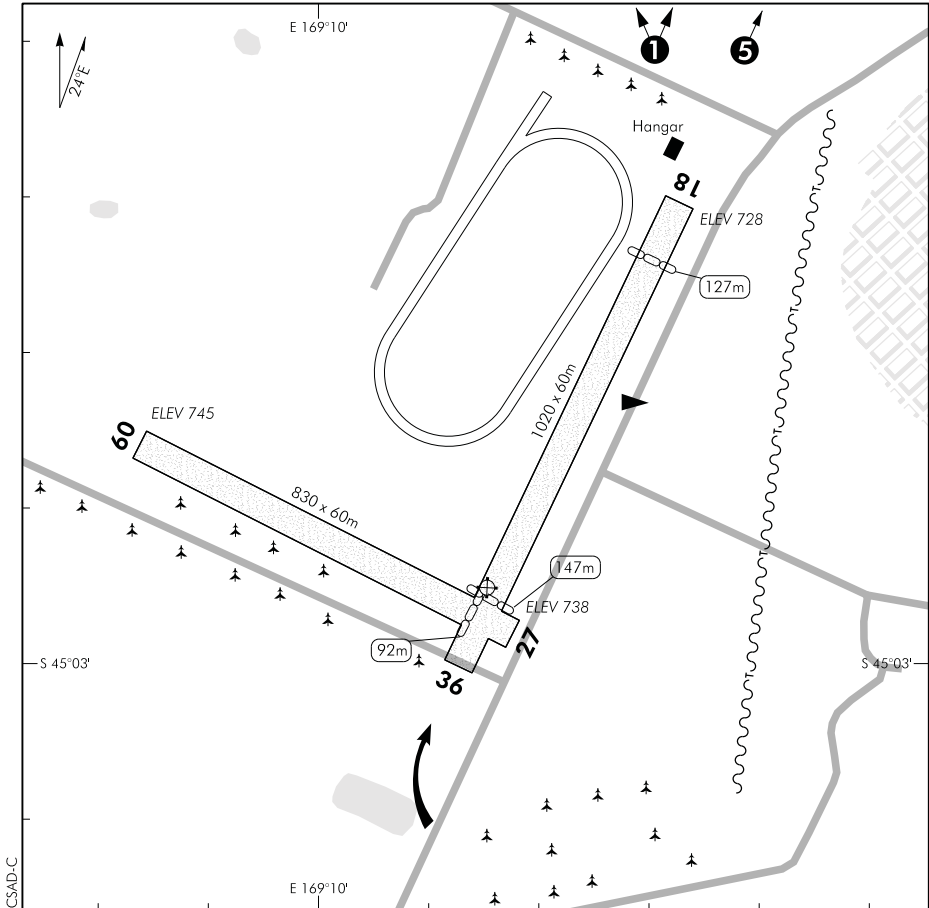 E 169°10'
1
5
24°E
Hangar
18
ELEV 728
127m
1020 x 60m
ELEV 745
09
830 x 60m
147m
ELEV 738
92m
27
S 45°03'
S 45°03'
36
E 169°10'
CSAD-C